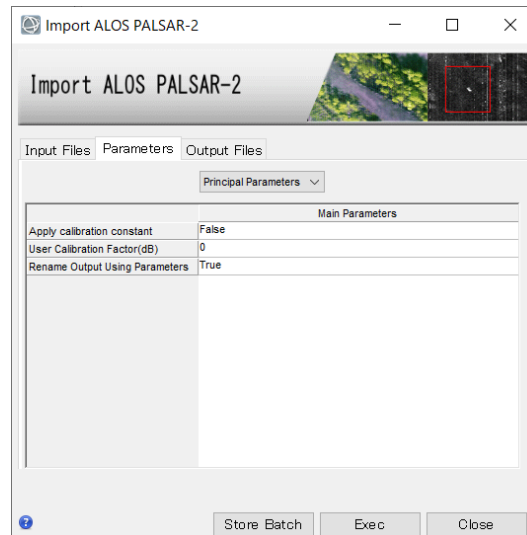 Import ALOS PALSAR-2
Import ALOS PALSAR-2
Input Files Parameters Output Files
Principal Parameters
Main Parameters
Apply calibration constant False
User Calibration Factor(dB) 0
Rename Output Using Parameters True
? Store Batch Exec Close